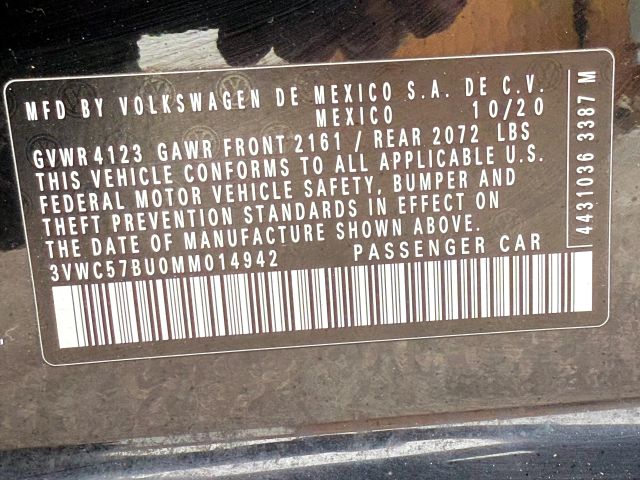 MFD BY VOLKSWAGEN DE MEXICO S.A. DE C.V.
MEXICO 10/20
GVWR 4123 GAWR FRONT 2161 / REAR 2072 LBS
THIS VEHICLE CONFORMS TO ALL APPLICABLE U.S.
FEDERAL MOTOR VEHICLE SAFETY, BUMPER AND
THEFT PREVENTION STANDARDS IN EFFECT ON
THE DATE OF MANUFACTURE SHOWN ABOVE.
3VWC57BU0MM014942 PASSENGER CAR
4431036 3387 M